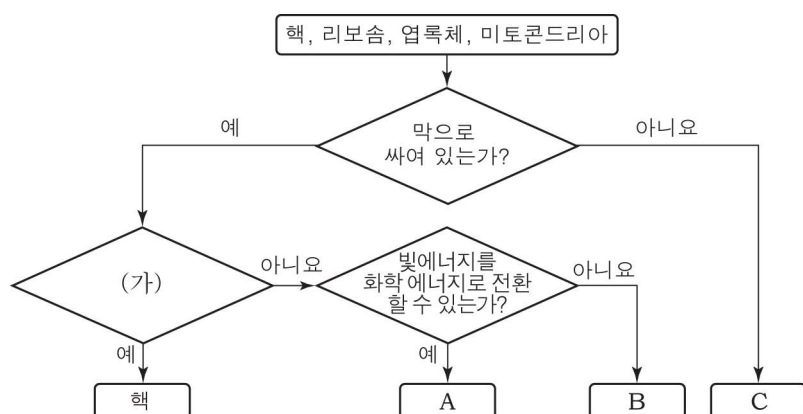 핵, 리보솜, 엽록체, 미토콘드리아
예
막으로
싸여 있는가?
아니요
(가)
아니요
빛에너지를
화학 에너지로 전환
할 수 있는가?
아니요
예
예
핵
A
B
C